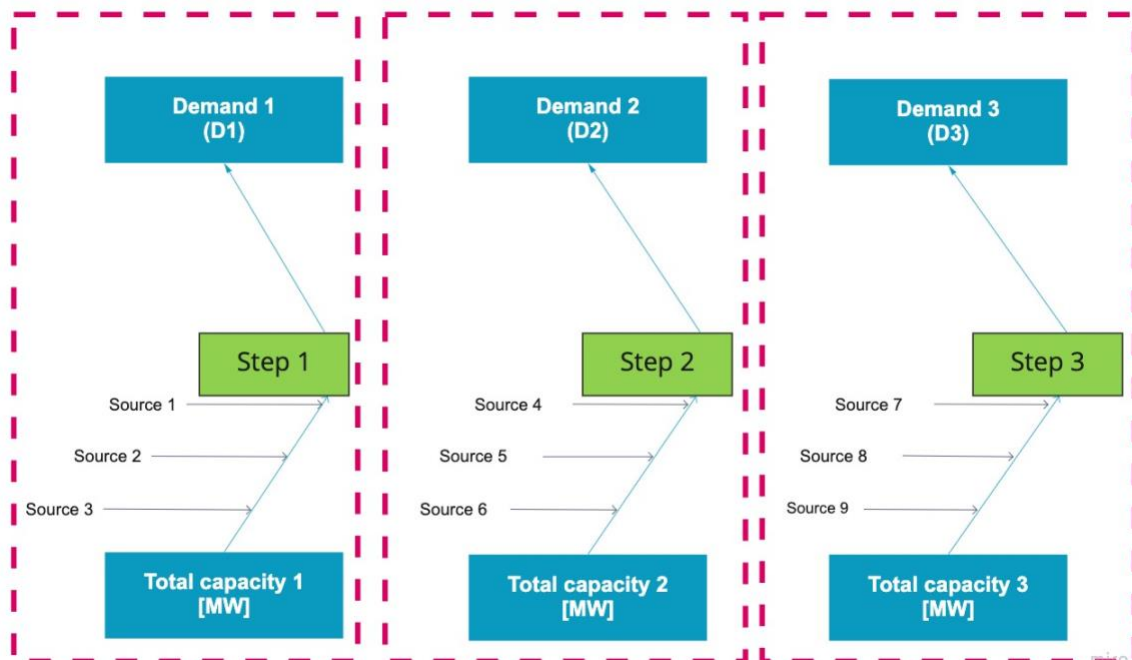 Demand 1
(D1)
Demand 2
(D2)
Demand 3
(D3)
Step 1
Step 2
Step 3
Source 1
Source 4
Source 7
Source 2
Source 5
Source 8
Source 3
Source 6
Source 9
Total capacity 1
[MW]
Total capacity 2
[MW]
Total capacity 3
[MW]
miro